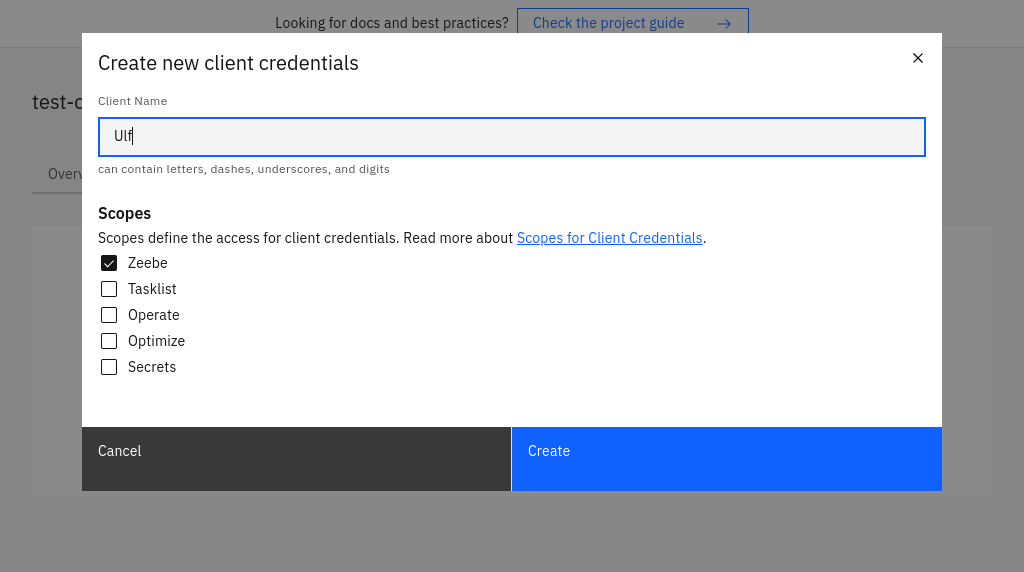 Looking for docs and best practices? Check the project guide
Create new client credentials
test-c
Client Name
Ulf
can contain letters, dashes, underscores, and digits
Overv
Scopes
Scopes define the access for client credentials. Read more about Scopes for Client Credentials.
Zeebe
Tasklist
Operate
Optimize
Secrets
Cancel
Create